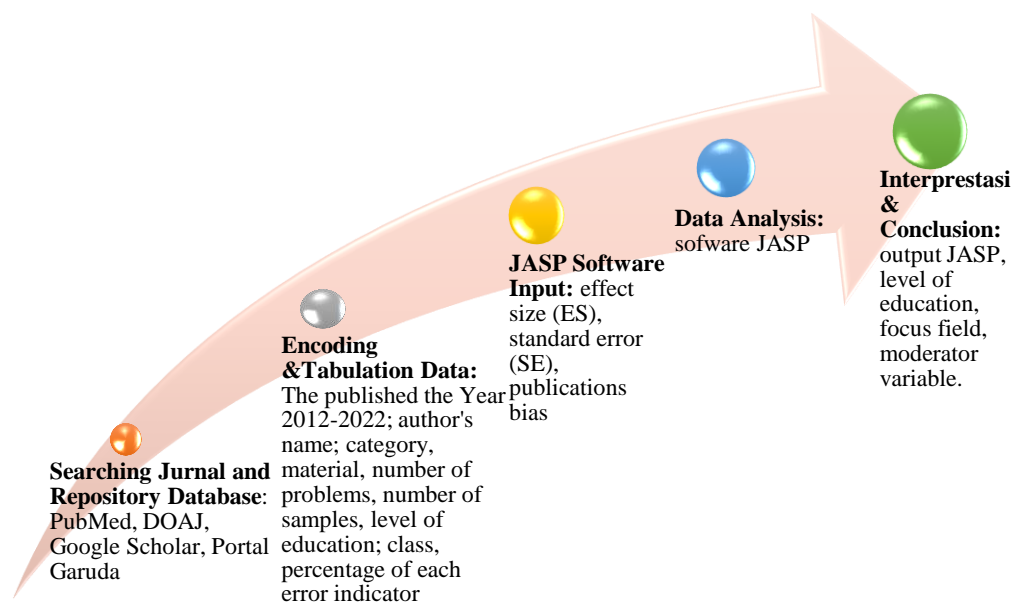 Searching Jurnal and
Repository Database:
PubMed, DOAJ,
Google Scholar, Portal
Garuda
Encoding
&Tabulation Data:
The published the Year
2012-2022; author's
name; category,
material, number of
problems, number of
samples, level of
education; class,
percentage of each
error indicator
JASP Software
Input: effect
size (ES),
standard error
(SE),
publications
bias
Data Analysis:
sofware JASP
Interprestasi
&
Conclusion:
output JASP,
level of
education,
focus field,
moderator
variable.